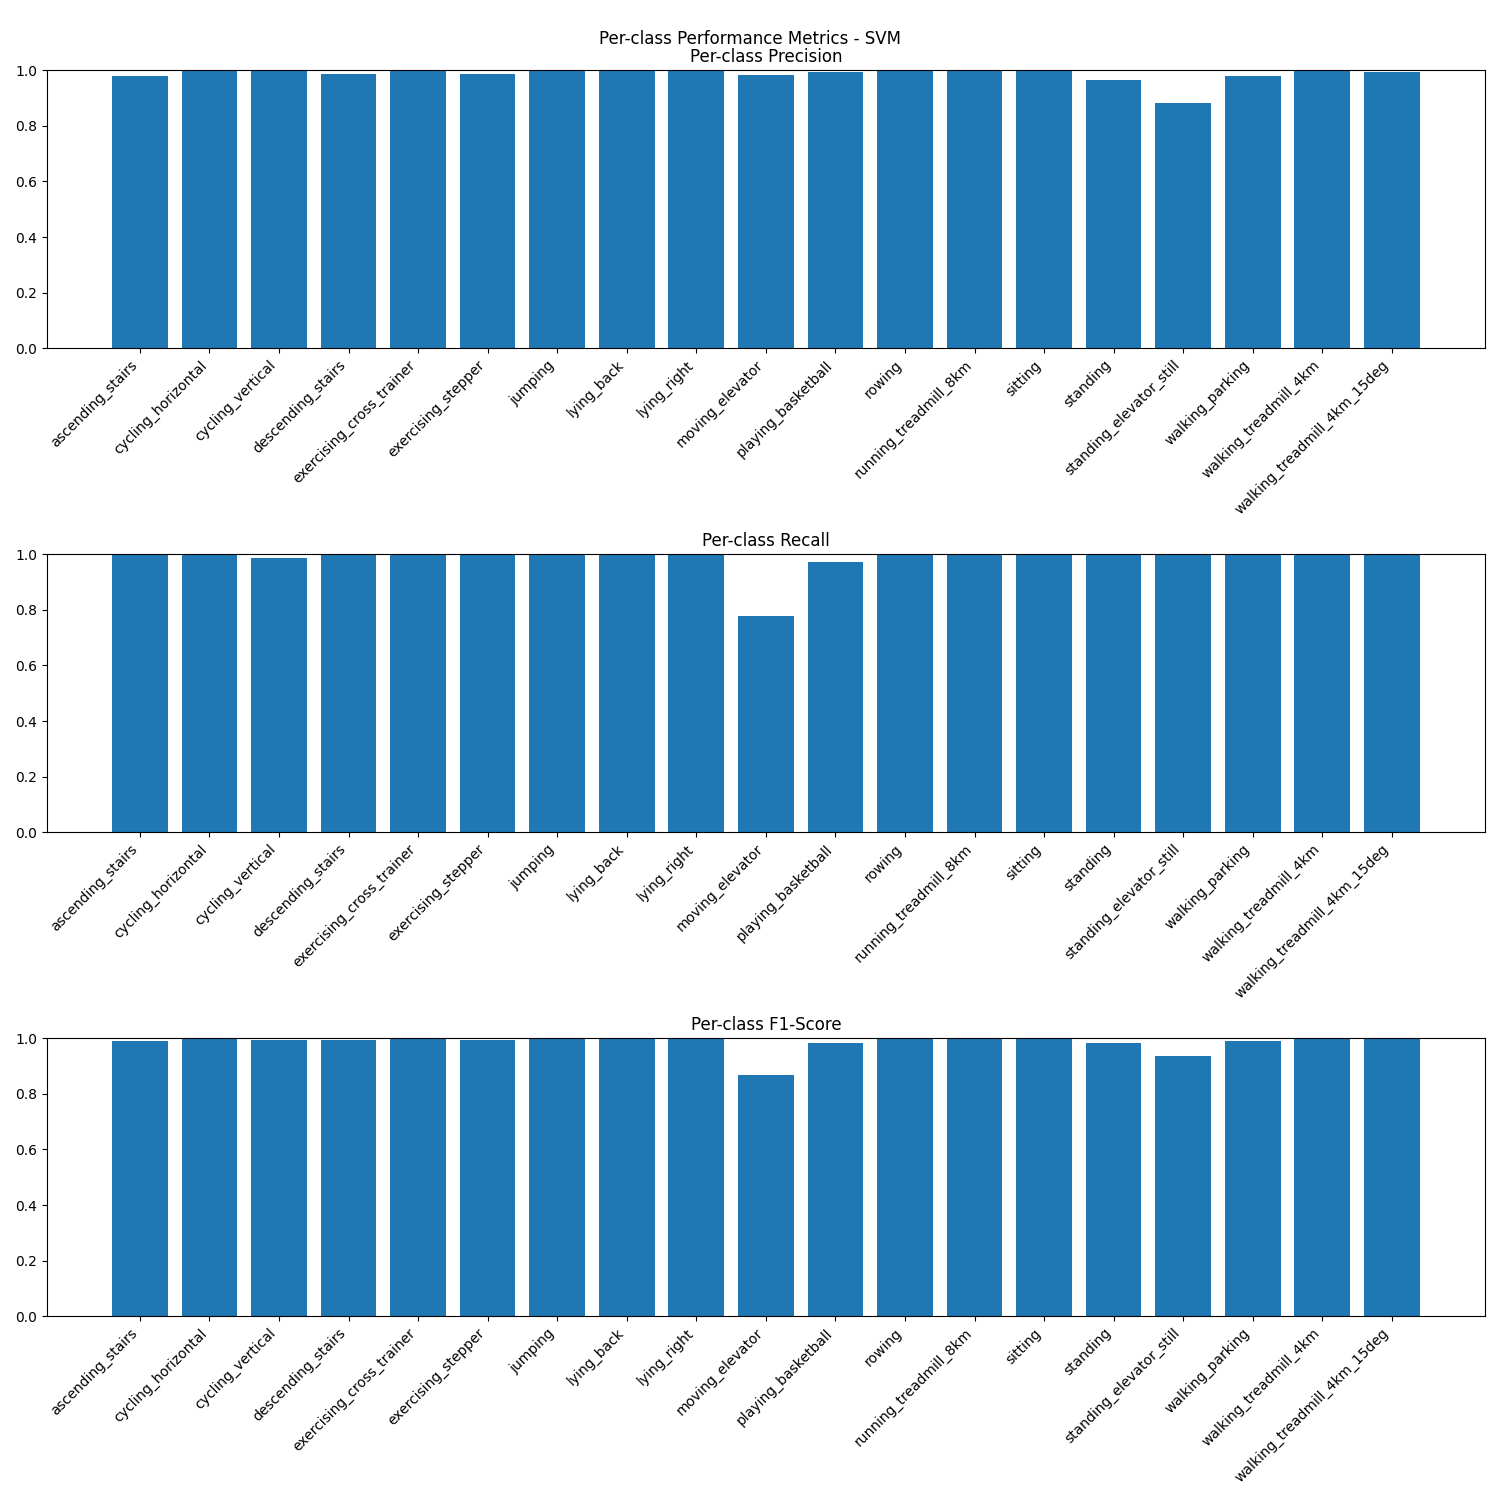 Per-class Performance Metrics - SVM
Per-class Precision
1.0
0.8
0.6
0.4
0.2
0.0
ascending_stairs
cycling_horizontal
cycling_vertical
descending_stairs
exercising_cross_trainer
exercising_stepper
jumping
lying_back
lying_right
moving_elevator
playing_basketball
rowing
running_treadmill_8km
sitting
standing
standing_elevator_still
walking_parking
walking_treadmill_4km
walking_treadmill_4km_15deg
Per-class Recall
1.0
0.8
0.6
0.4
0.2
0.0
ascending_stairs
cycling_horizontal
cycling_vertical
descending_stairs
exercising_cross_trainer
exercising_stepper
jumping
lying_back
lying_right
moving_elevator
playing_basketball
rowing
running_treadmill_8km
sitting
standing
standing_elevator_still
walking_parking
walking_treadmill_4km
walking_treadmill_4km_15deg
Per-class F1-Score
1.0
0.8
0.6
0.4
0.2
0.0
ascending_stairs
cycling_horizontal
cycling_vertical
descending_stairs
exercising_cross_trainer
exercising_stepper
jumping
lying_back
lying_right
moving_elevator
playing_basketball
rowing
running_treadmill_8km
sitting
standing
standing_elevator_still
walking_parking
walking_treadmill_4km
walking_treadmill_4km_15deg